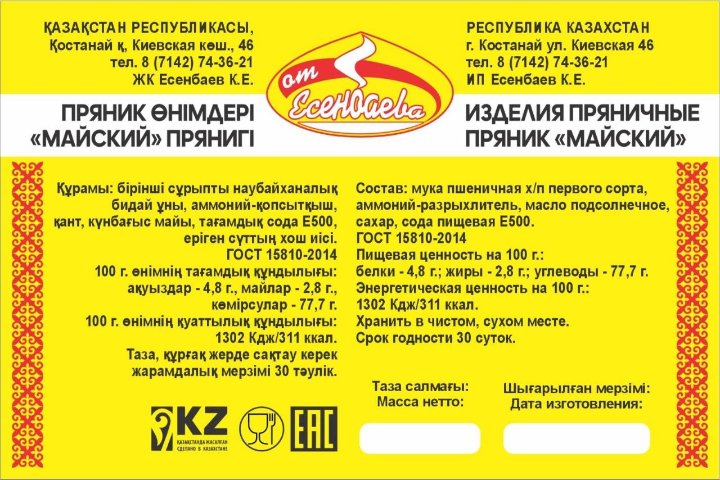 ҚАЗАҚСТАН РЕСПУБЛИКАСЫ,
Қостанай қ, Киевская көш., 46
тел. 8 (7142) 74-36-21
ЖК Есенбаев К.Е.
от
Есенбаева
РЕСПУБЛИКА КАЗАХСТАН
г. Костанай ул. Киевская 46
тел. 8 (7142) 74-36-21
ИП Есенбаев К.Е.
ПРЯНИК ӨНІМДЕРІ
«МАЙСКИЙ» ПРЯНИГІ
ИЗДЕЛИЯ ПРЯНИЧНЫЕ
ПРЯНИК «МАЙСКИЙ»
Құрамы: бірінші сұрыпты наубайханалық
бидай ұны, аммоний-қопсытқыш,
қант, күнбағыс майы, тағамдық сода Е500,
еріген сүттың хош иісі.
ГОСТ 15810-2014
100 г. өнімнің тағамдық құндылығы:
ақуыздар - 4,8 г., майлар - 2,8 г.,
көмірсулар - 77,7 г.
100 г. өнімнің қуаттылық құндылығы:
1302 Кдж/311 ккал.
Таза, құрғақ жерде сақтау керек
жарамдалық мерзімі 30 тәулік.
Состав: мука пшеничная х/п первого сорта,
аммоний-разрыхлитель, масло подсолнечное,
сахар, сода пищевая Е500.
ГОСТ 15810-2014
Пищевая ценность на 100 г.:
белки - 4,8 г.; жиры - 2,8 г.; углеводы - 77,7 г.
Энергетическая ценность на 100 г.:
1302 Кдж/311 ккал.
Хранить в чистом, сухом месте.
Срок годности 30 суток.
KZ
ҚАЗАҚСТАНДА ЖАСАЛҒАН
СДЕЛАНО В КАЗАХСТАНЕ
EAC
Таза салмағы:
Масса нетто:
Шығарылған мерзімі:
Дата изготовления: